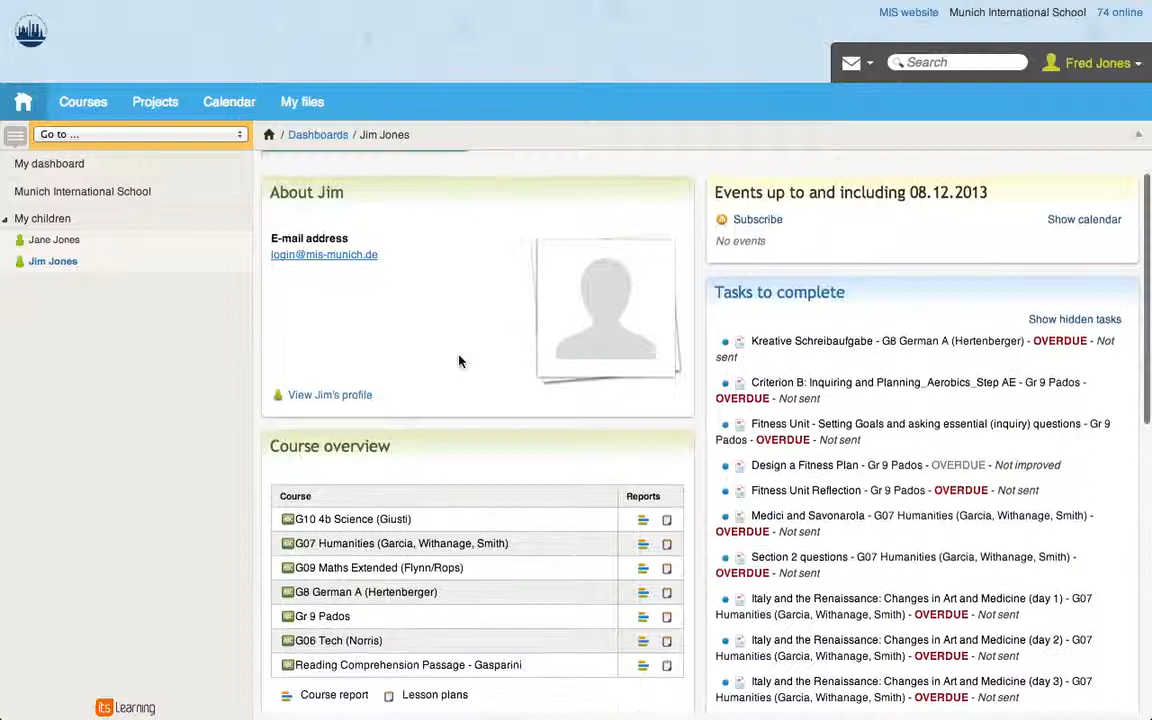 MIS website Munich International School 74 online
Search
Fred Jones
Courses Projects Calendar My files
Go to ...
/ Dashboards / Jim Jones
My dashboard
Munich International School
My children
Jane Jones
Jim Jones
About Jim
E-mail address
login@mis-munich.de
View Jim's profile
Course overview
Course Reports
G10 4b Science (Giusti)
G07 Humanities (Garcia, Withanage, Smith)
G09 Maths Extended (Flynn/Rops)
G8 German A (Hertenberger)
Gr 9 Pados
G06 Tech (Norris)
Reading Comprehension Passage - Gasparini
Course report Lesson plans
Events up to and including 08.12.2013
Subscribe Show calendar
No events
Tasks to complete
Show hidden tasks
Kreative Schreibaufgabe - G8 German A (Hertenberger) - OVERDUE - Not
sent
Criterion B: Inquiring and Planning_Aerobics_Step AE - Gr 9 Pados -
OVERDUE - Not sent
Fitness Unit - Setting Goals and asking essential (inquiry) questions - Gr 9
Pados - OVERDUE - Not sent
Design a Fitness Plan - Gr 9 Pados - OVERDUE - Not improved
Fitness Unit Reflection - Gr 9 Pados - OVERDUE - Not sent
Medici and Savonarola - G07 Humanities (Garcia, Withanage, Smith) -
OVERDUE - Not sent
Section 2 questions - G07 Humanities (Garcia, Withanage, Smith) -
OVERDUE - Not sent
Italy and the Renaissance: Changes in Art and Medicine (day 1) - G07
Humanities (Garcia, Withanage, Smith) - OVERDUE - Not sent
Italy and the Renaissance: Changes in Art and Medicine (day 2) - G07
Humanities (Garcia, Withanage, Smith) - OVERDUE - Not sent
Italy and the Renaissance: Changes in Art and Medicine (day 3) - G07
Humanities (Garcia, Withanage, Smith) - OVERDUE - Not sent
its Learning